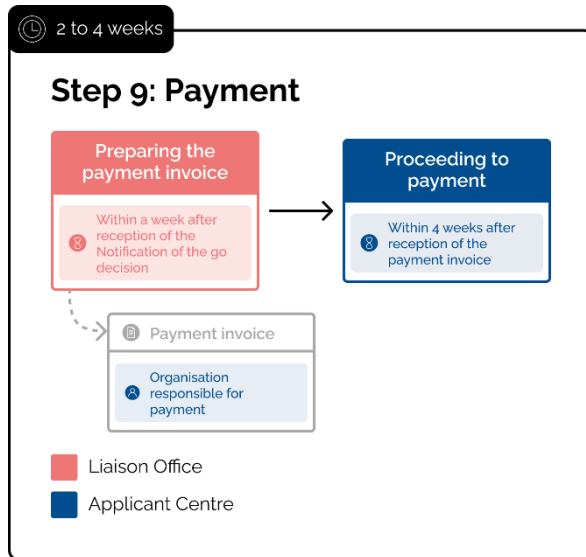 2 to 4 weeks
Step 9: Payment
Preparing the
payment invoice
Within a week after
reception of the
Notification of the go
decision
Proceeding to
payment
Within 4 weeks after
reception of the
payment invoice
Payment invoice
Organisation
responsible for
payment
Liaison Office
Applicant Centre